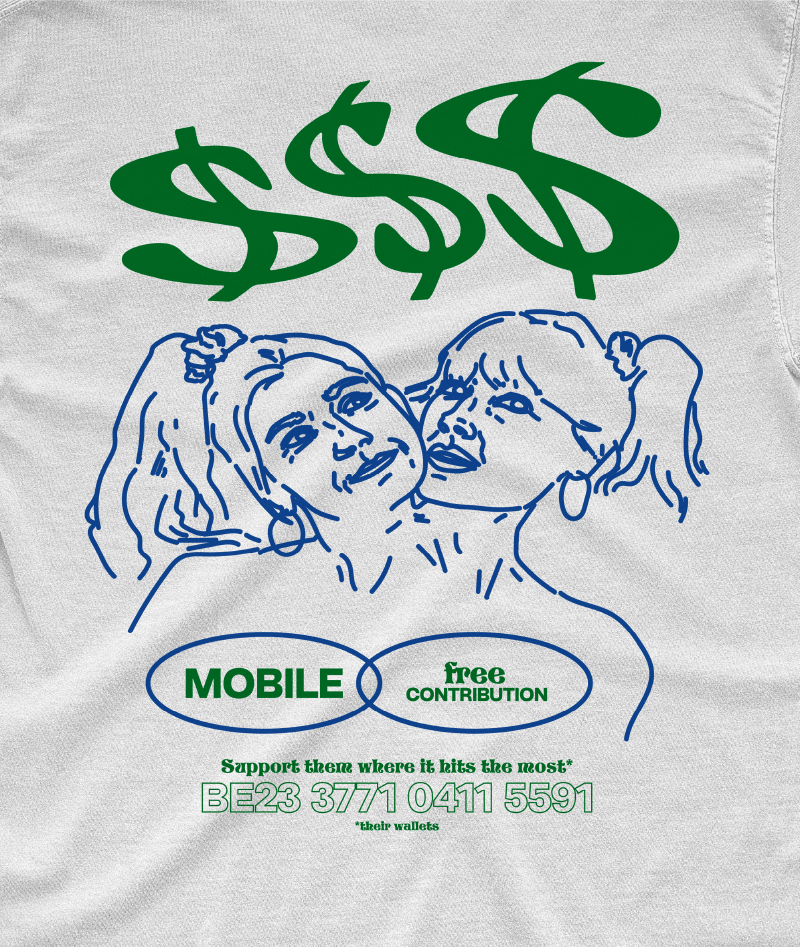 $$$
MOBILE
free
CONTRIBUTION
Support them where it hits the most*
BE23 3771 0411 5591
*their wallets